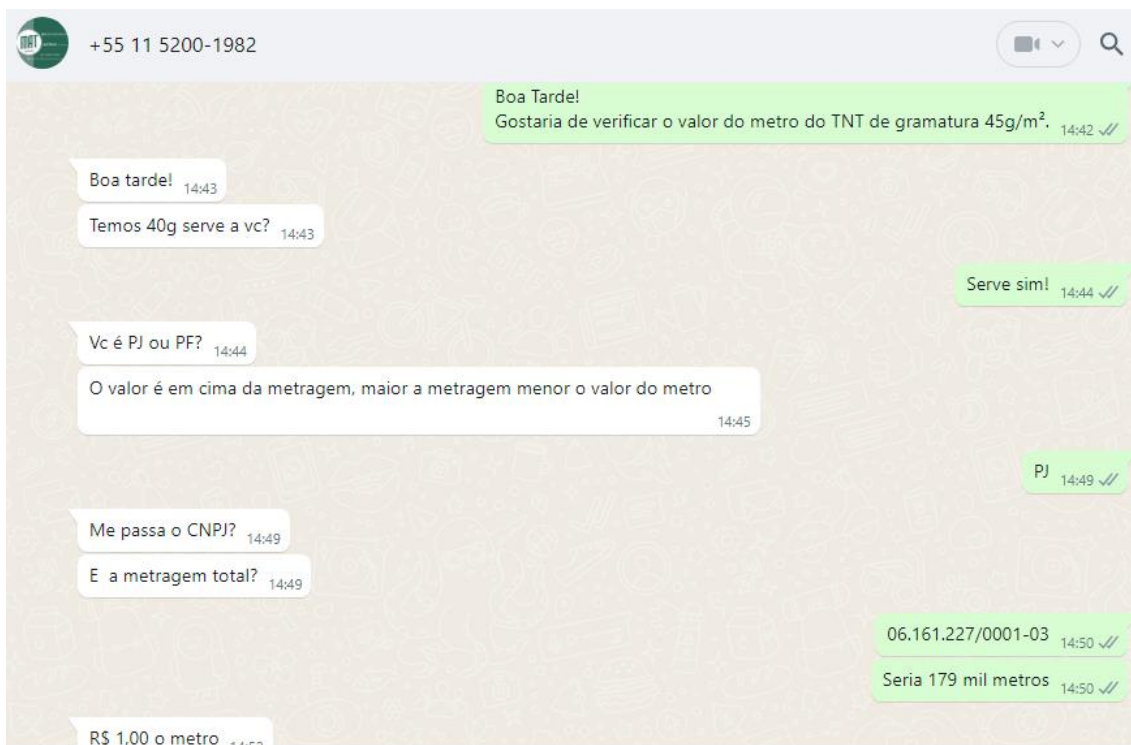 MAT
+55 11 5200-1982
Boa Tarde!
Gostaria de verificar o valor do metro do TNT de gramatura 45g/m². 14:42
Boa tarde! 14:43
Temos 40g serve a vc? 14:43
Serve sim! 14:44
Vc é PJ ou PF? 14:44
O valor é em cima da metragem, maior a metragem menor o valor do metro
14:45
PJ 14:49
Me passa o CNPJ? 14:49
E a metragem total? 14:49
06.161.227/0001-03 14:50
Seria 179 mil metros 14:50
R$ 1,00 o metro